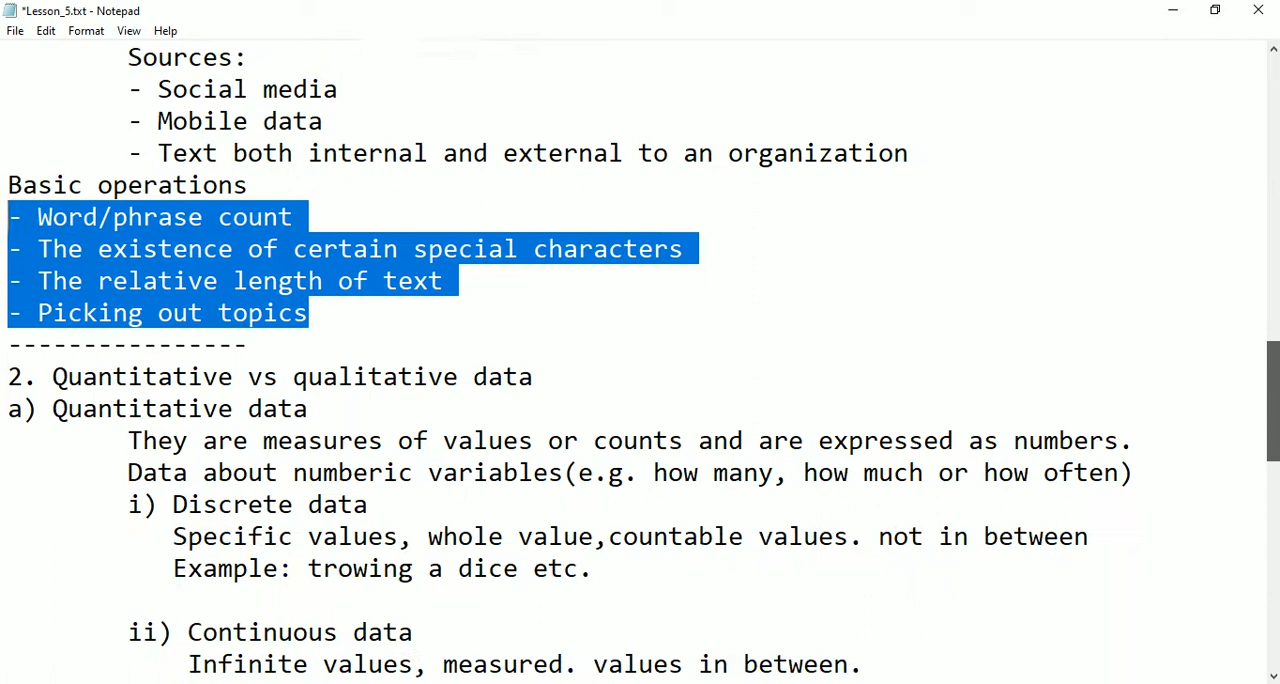 *Lesson_5.txt - Notepad
File Edit Format View Help
Sources:
- Social media
- Mobile data
- Text both internal and external to an organization
Basic operations
- Word/phrase count
- The existence of certain special characters
- The relative length of text
- Picking out topics
----------------
2. Quantitative vs qualitative data
a) Quantitative data
They are measures of values or counts and are expressed as numbers.
Data about numberic variables(e.g. how many, how much or how often)
i) Discrete data
Specific values, whole value,countable values. not in between
Example: trowing a dice etc.
ii) Continuous data
Infinite values, measured. values in between.